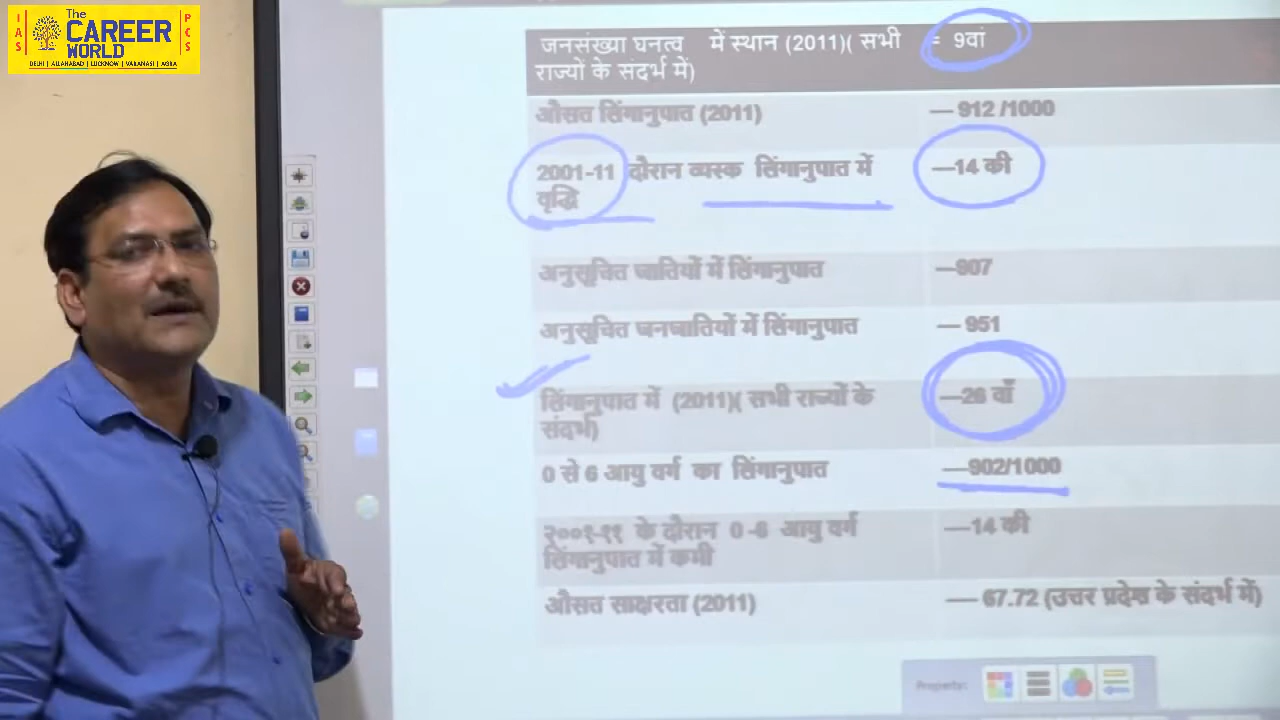 IAS
The
CAREER
WORLD
PCS
DELHI | ALLAHABAD | LUCKNOW | VARANASI | AGRA
जनसंख्या घनत्व में स्थान (2011)( सभी = 9वां
राज्यों के संदर्भ में)
औसत लिंगानुपात (2011) — 912 /1000
2001-11 दौरान व्यस्क लिंगानुपात में —14 की
वृद्धि
अनुसूचित जातियों में लिंगानुपात —907
अनुसूचित जनजातियों में लिंगानुपात — 951
लिंगानुपात में (2011)( सभी राज्यों के —26 वाँ
संदर्भ)
0 से 6 आयु वर्ग का लिंगानुपात —902/1000
२००१-११ के दौरान 0 -6 आयु वर्ग —14 की
लिंगानुपात में कमी
औसत साक्षरता (2011) — 67.72 (उत्तर प्रदेश के संदर्भ में)
Property: